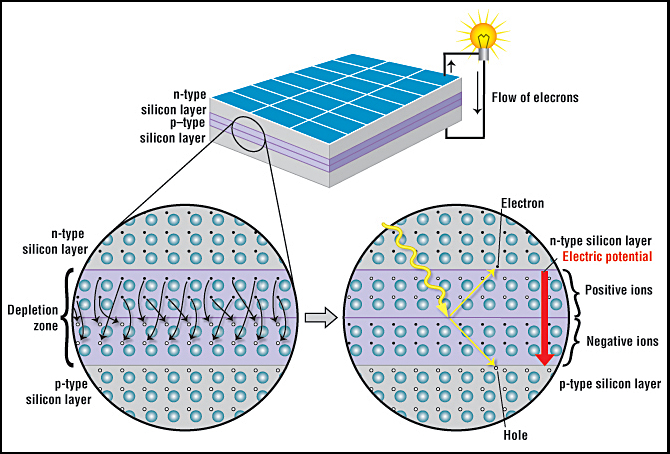 n-type
silicon layer
p–type
silicon layer
Flow of elecrons
n-type
silicon layer
Depletion
zone
p-type
silicon layer
Electron
n-type silicon layer
Electric potential
Positive ions
Negative ions
p-type silicon layer
Hole